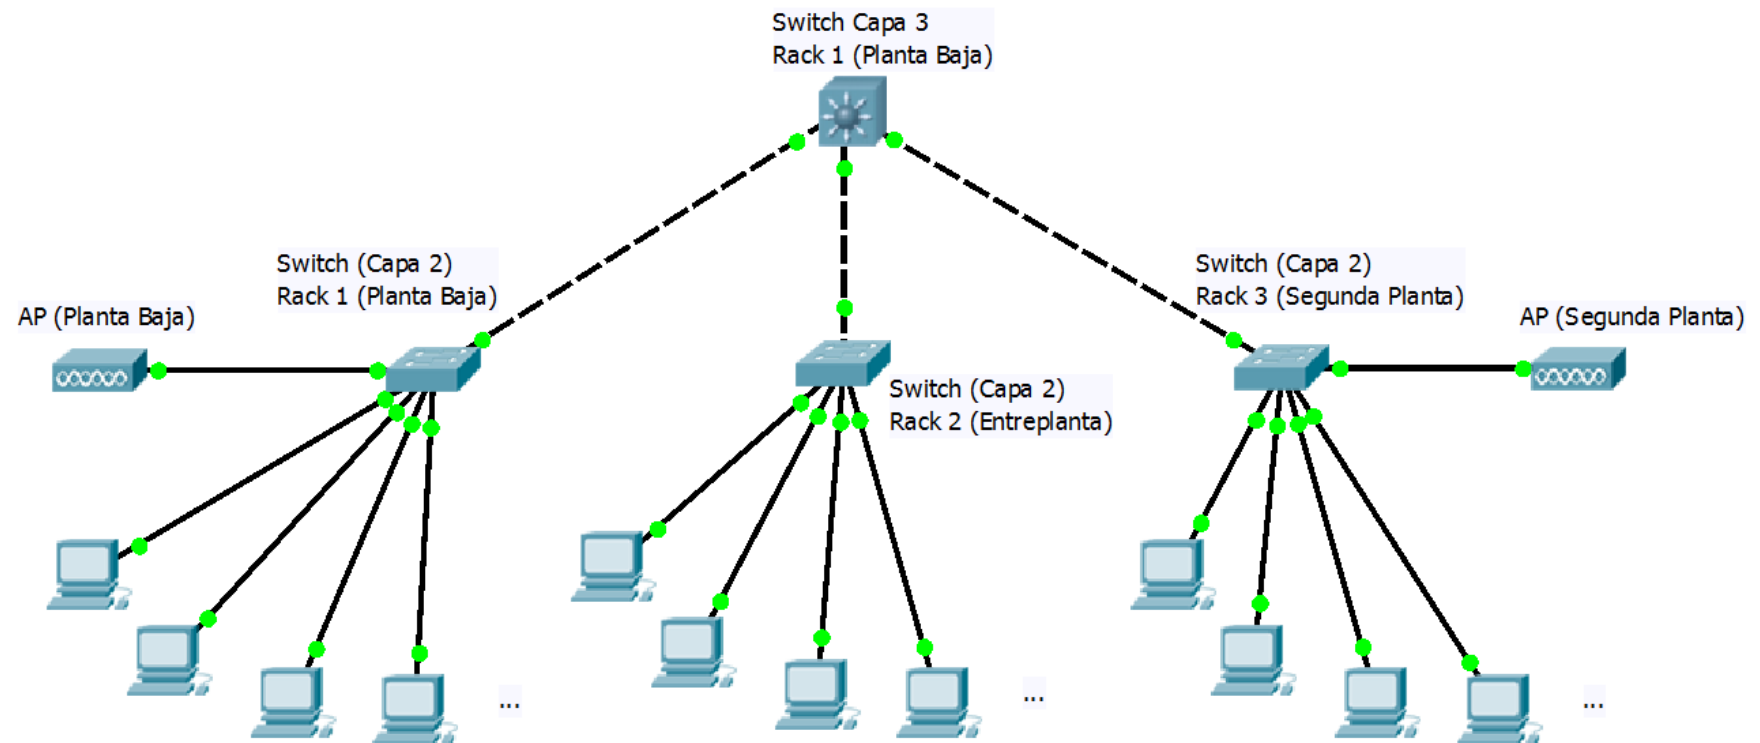 Switch Capa 3
Rack 1 (Planta Baja)
Switch (Capa 2)
Rack 1 (Planta Baja)
AP (Planta Baja)
Switch (Capa 2)
Rack 2 (Entreplanta)
Switch (Capa 2)
Rack 3 (Segunda Planta)
AP (Segunda Planta)
...
...
...